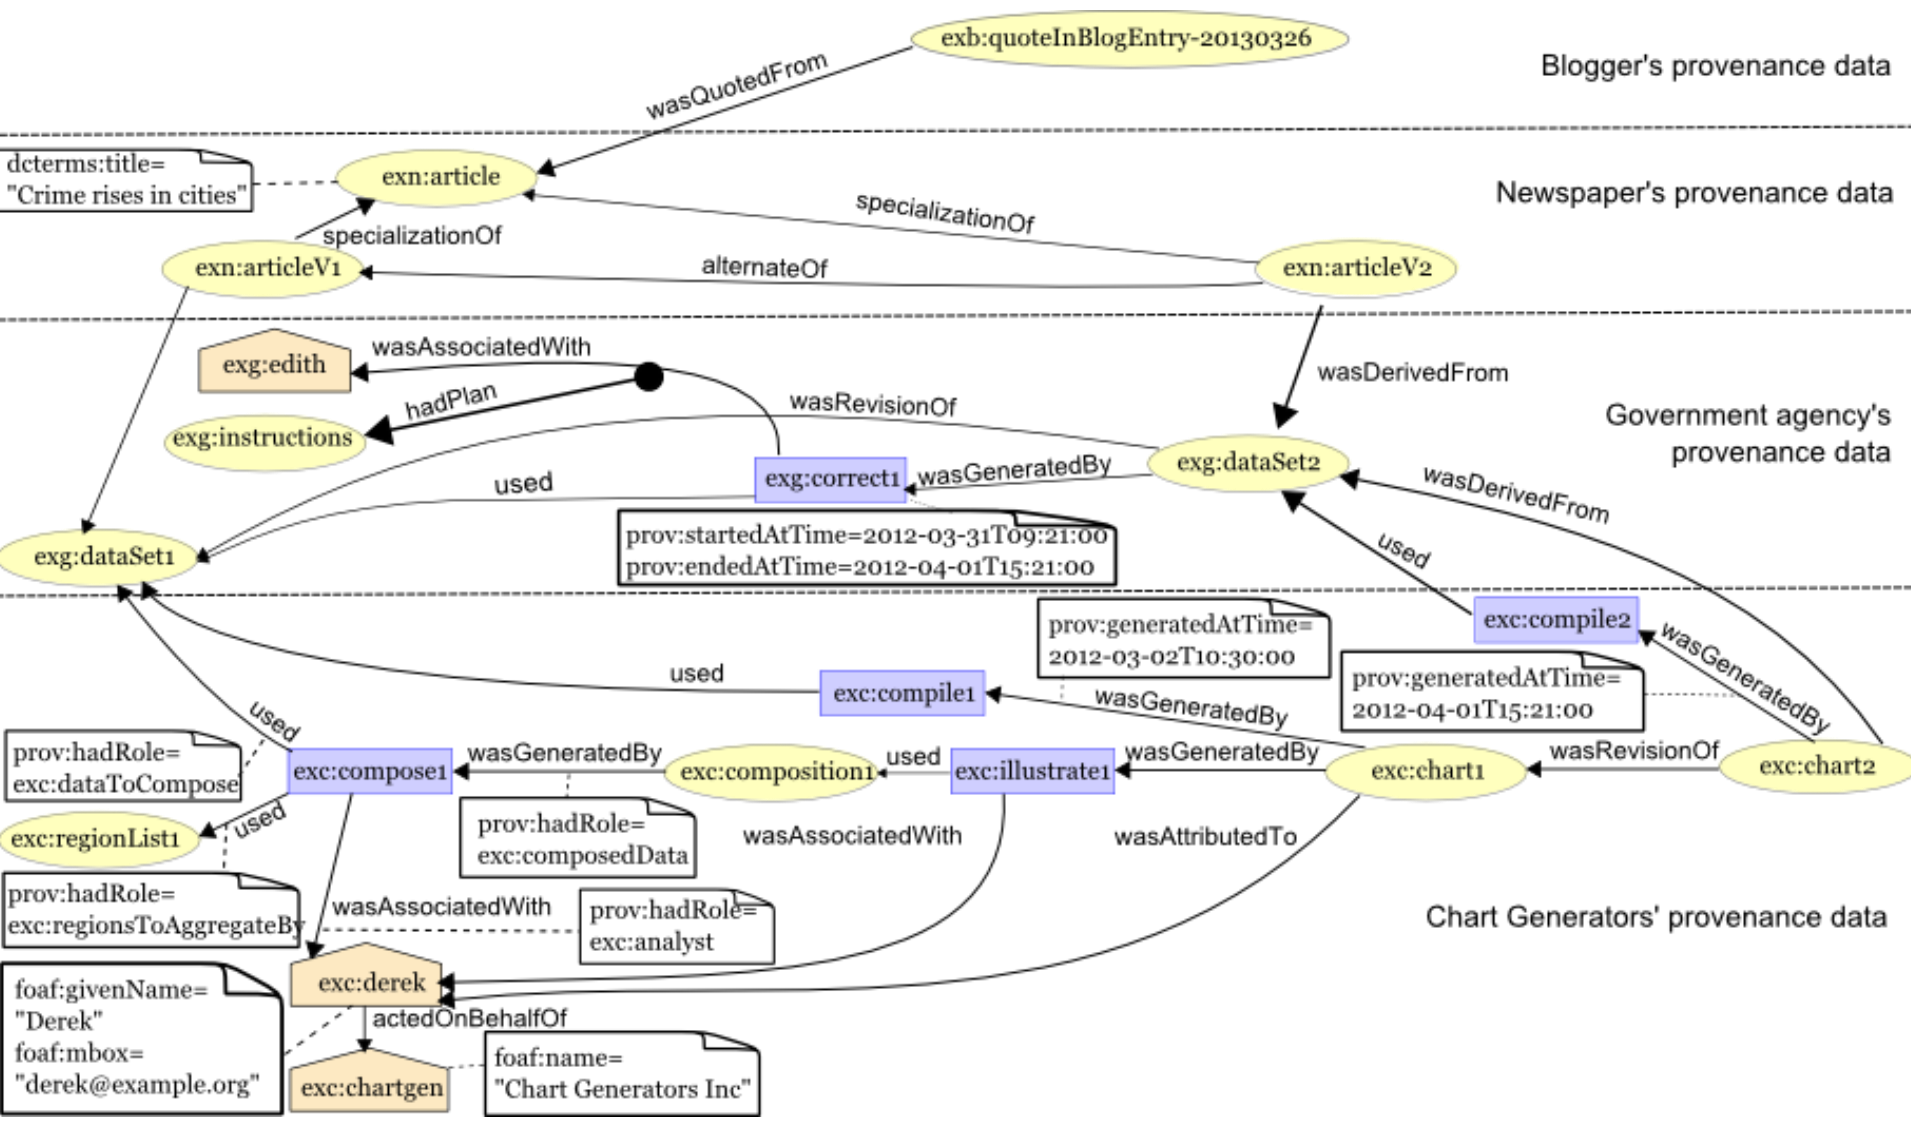 exb:quoteInBlogEntry-20130326
Blogger's provenance data
wasQuotedFrom
dcterms:title=
"Crime rises in cities"
exn:article
Newspaper's provenance data
specializationOf
specializationOf
exn:articleV1
alternateOf
exn:articleV2
exg:edith
wasAssociatedWith
wasDerivedFrom
hadPlan
wasRevisionOf
Government agency's
provenance data
exg:instructions
exg:correct1
wasGeneratedBy
exg:dataSet2
used
wasDerivedFrom
prov:startedAtTime=2012-03-31T09:21:00
prov:endedAtTime=2012-04-01T15:21:00
used
exg:dataSet1
prov:generatedAtTime=
2012-03-02T10:30:00
exc:compile2
wasGeneratedBy
used
exc:compile1
wasGeneratedBy
prov:generatedAtTime=
2012-04-01T15:21:00
used
prov:hadRole=
exc:dataToCompose
exc:compose1
wasGeneratedBy
exc:composition1
used
exc:illustrate1
wasGeneratedBy
exc:chart1
wasRevisionOf
exc:chart2
exc:regionList1
used
prov:hadRole=
exc:composedData
wasAssociatedWith
wasAttributedTo
prov:hadRole=
exc:regionsToAggregateBy
wasAssociatedWith
prov:hadRole=
exc:analyst
Chart Generators' provenance data
foaf:givenName=
"Derek"
foaf:mbox=
"derek@example.org"
exc:derek
actedOnBehalfOf
exc:chartgen
foaf:name=
"Chart Generators Inc"